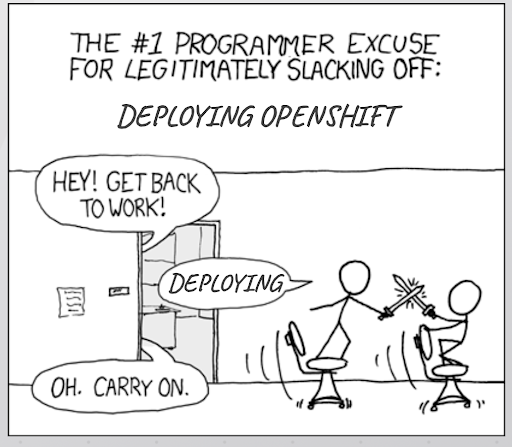 THE #1 PROGRAMMER EXCUSE
FOR LEGITIMATELY SLACKING OFF:
DEPLOYING OPENSHIFT
HEY! GET BACK
TO WORK!
DEPLOYING
OH. CARRY ON.